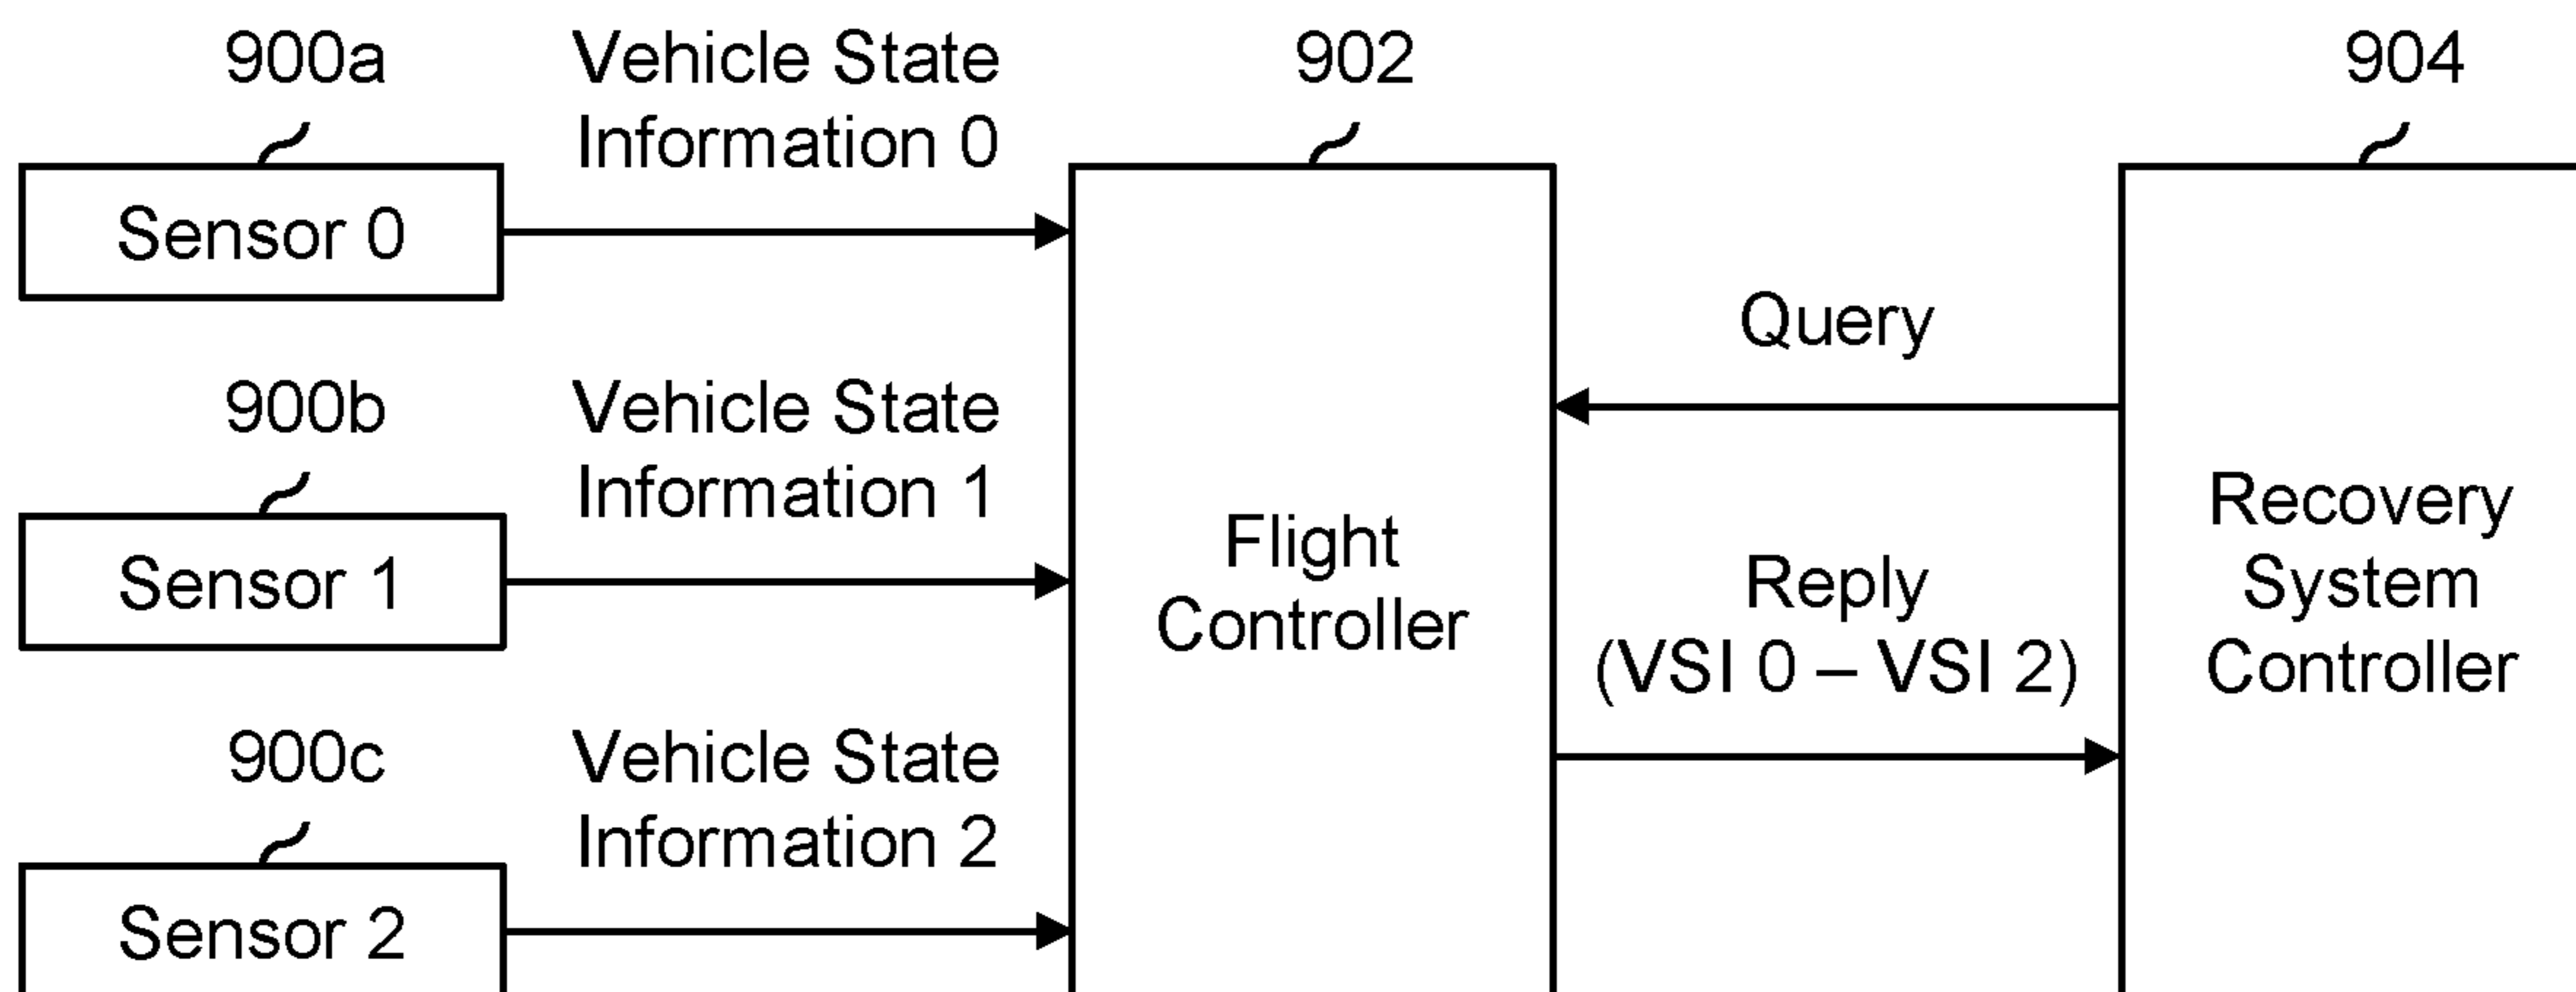 900a
Vehicle State
Information 0
902
904
Sensor 0
Query
900b
Vehicle State
Information 1
Sensor 1
Flight
Controller
Reply
(VSI 0 – VSI 2)
Recovery
System
Controller
900c
Vehicle State
Information 2
Sensor 2